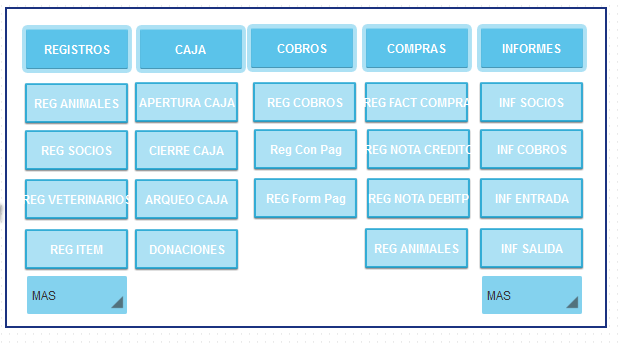 REGISTROS CAJA COBROS COMPRAS INFORMES
REG ANIMALES APERTURA CAJA REG COBROS REG FACT COMPRA INF SOCIOS
REG SOCIOS CIERRE CAJA Reg Con Pag REG NOTA CREDITO INF COBROS
REG VETERINARIOS ARQUEO CAJA REG Form Pag REG NOTA DEBITP INF ENTRADA
REG ITEM DONACIONES REG ANIMALES INF SALIDA
MAS MAS